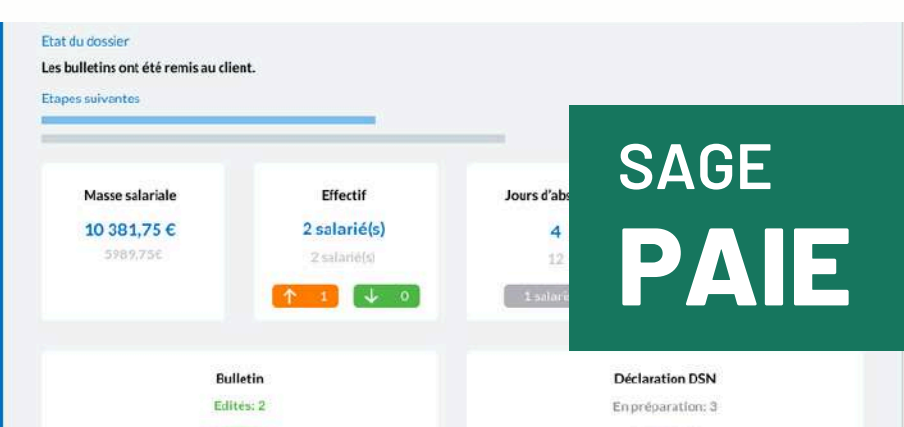 Etat du dossier
Les bulletins ont été remis au client.
Etapes suivantes
SAGE
PAIE
Masse salariale
10 381,75 €
5989,75€
Effectif
2 salarié(s)
2 salarié(s)
↑ 1 ↓ 0
Jours d'abs
4
12
1 salarié
Bulletin
Edités: 2
Déclaration DSN
En préparation: 3